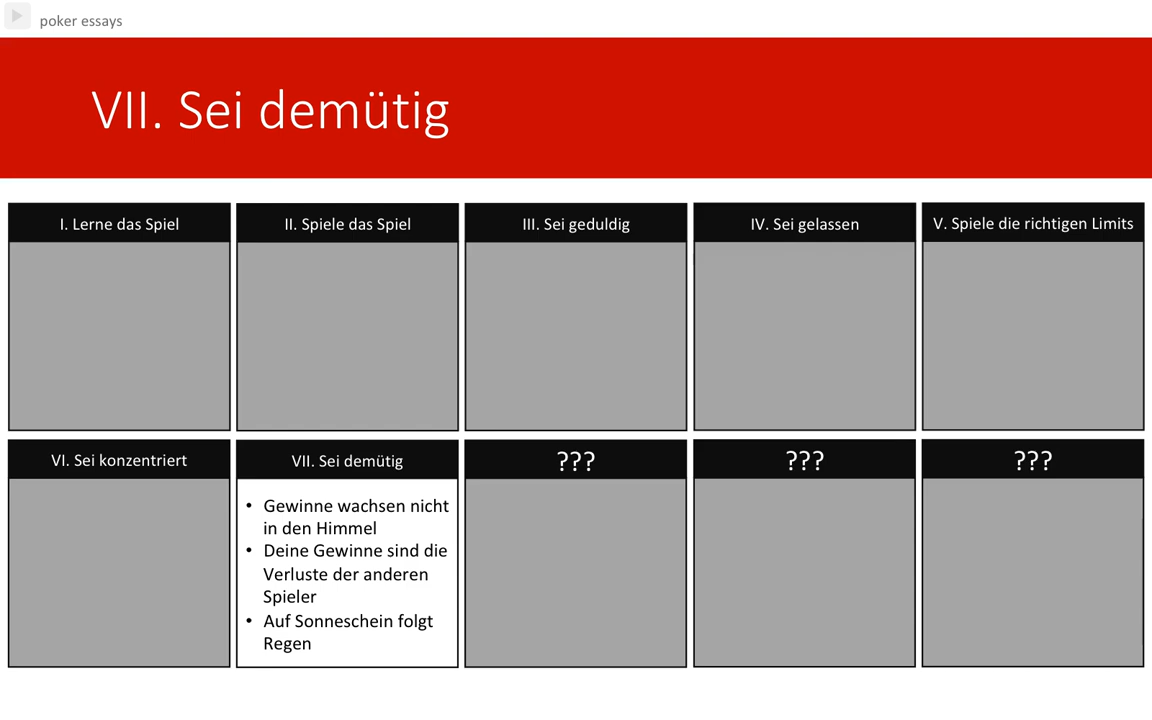 poker essays
VII. Sei demütig
I. Lerne das Spiel
II. Spiele das Spiel
III. Sei geduldig
IV. Sei gelassen
V. Spiele die richtigen Limits
VI. Sei konzentriert
VII. Sei demütig
???
???
???
• Gewinne wachsen nicht
in den Himmel
• Deine Gewinne sind die
Verluste der anderen
Spieler
• Auf Sonneschein folgt
Regen